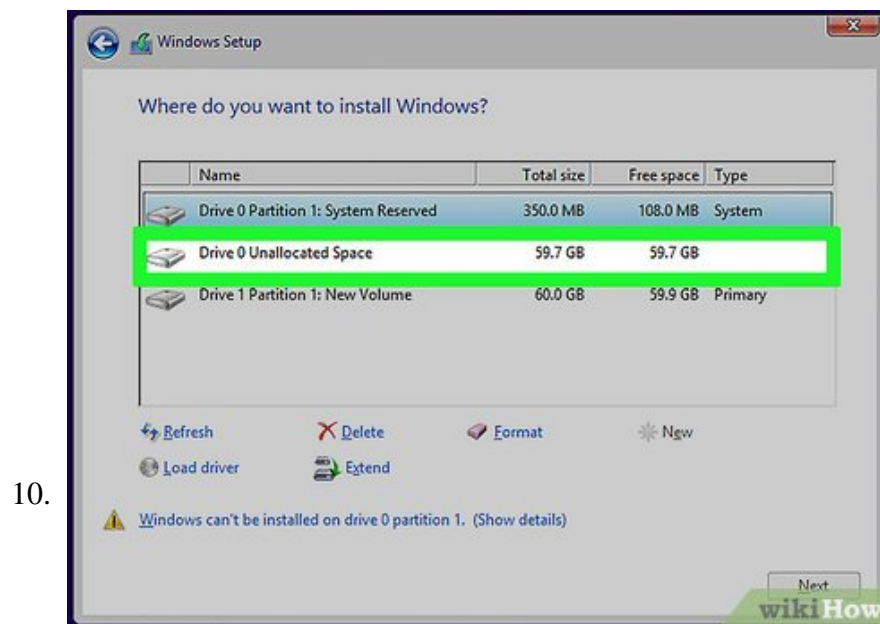 Windows Setup
Where do you want to install Windows?
Name Total size Free space Type
Drive 0 Partition 1: System Reserved 350.0 MB 108.0 MB System
Drive 0 Unallocated Space 59.7 GB 59.7 GB
Drive 1 Partition 1: New Volume 60.0 GB 59.9 GB Primary
Refresh Delete Format New
Load driver Extend
10.
Windows can't be installed on drive 0 partition 1. (Show details)
Next
wikiHow